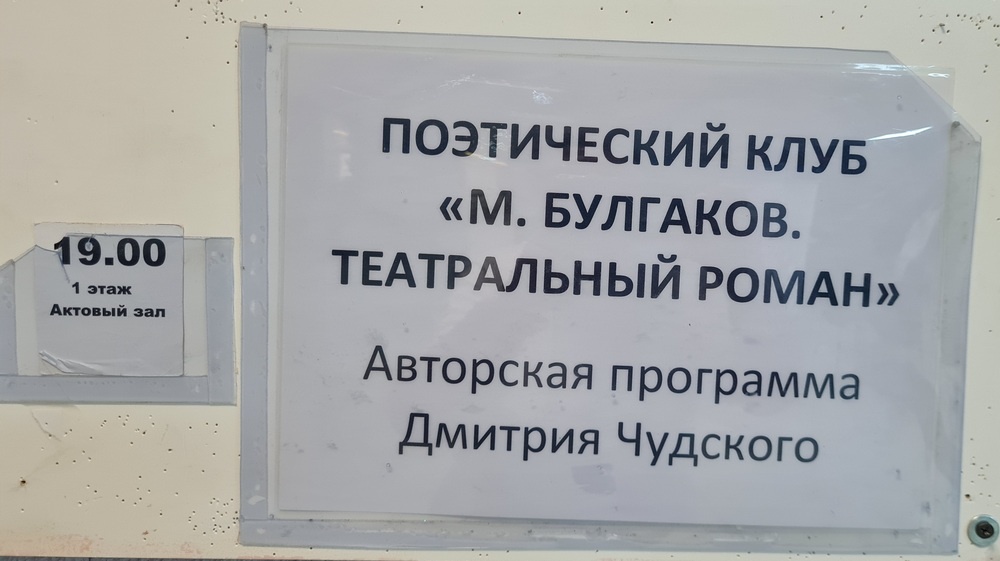 19.00
1 этаж
Актовый зал
ПОЭТИЧЕСКИЙ КЛУБ
«М. БУЛГАКОВ.
ТЕАТРАЛЬНЫЙ РОМАН»
Авторская программа
Дмитрия Чудского